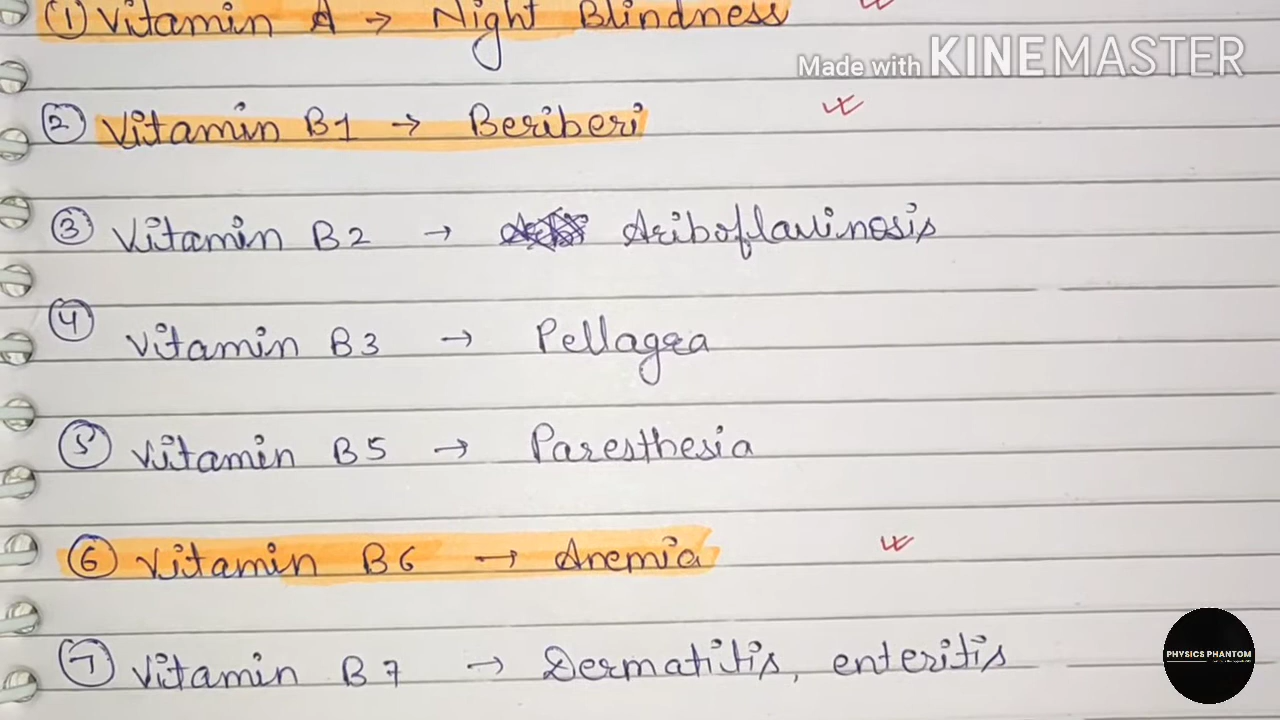 (1) Vitamin A → Night Blindness
Made with KINEMASTER
(2) Vitamin B1 → Beriberi
(3) Vitamin B2 → Ariboflavinosis
(4) Vitamin B3 → Pellagra
(5) Vitamin B5 → Paresthesia
(6) Vitamin B6 → Anemia
(7) Vitamin B7 → Dermatitis, enteritis
PHYSICS PHANTOM